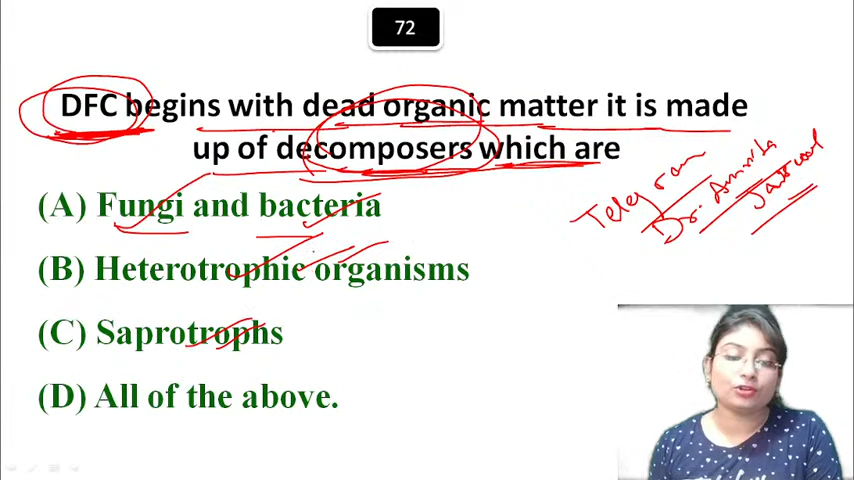 72
DFC begins with dead organic matter it is made
up of decomposers which are
(A) Fungi and bacteria
(B) Heterotrophic organisms
(C) Saprotrophs
(D) All of the above.
Telegram
Dr. Amrita